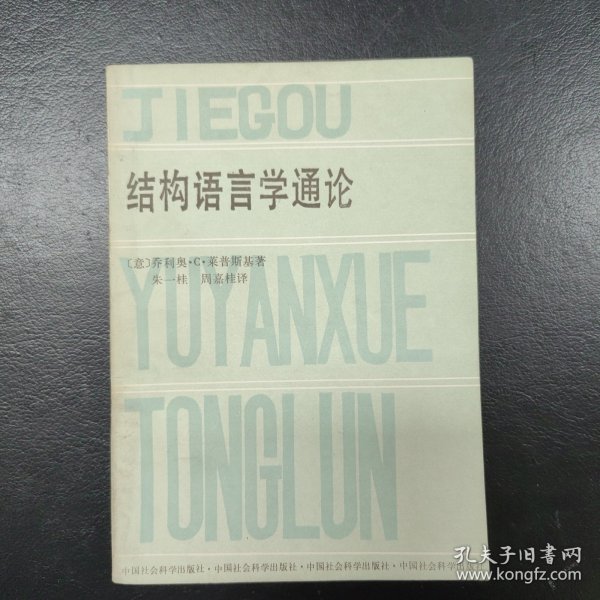 JIEGOU
结构语言学通论
〔意〕乔利奥·C·莱普斯基著
朱一桂 周嘉桂译
YUYANXUE
TONGLUN
中国社会科学出版社·中国社会科学出版社·中国社会科学出版社·中国社会科学出版社
孔夫子旧书网
www.kongfz.com